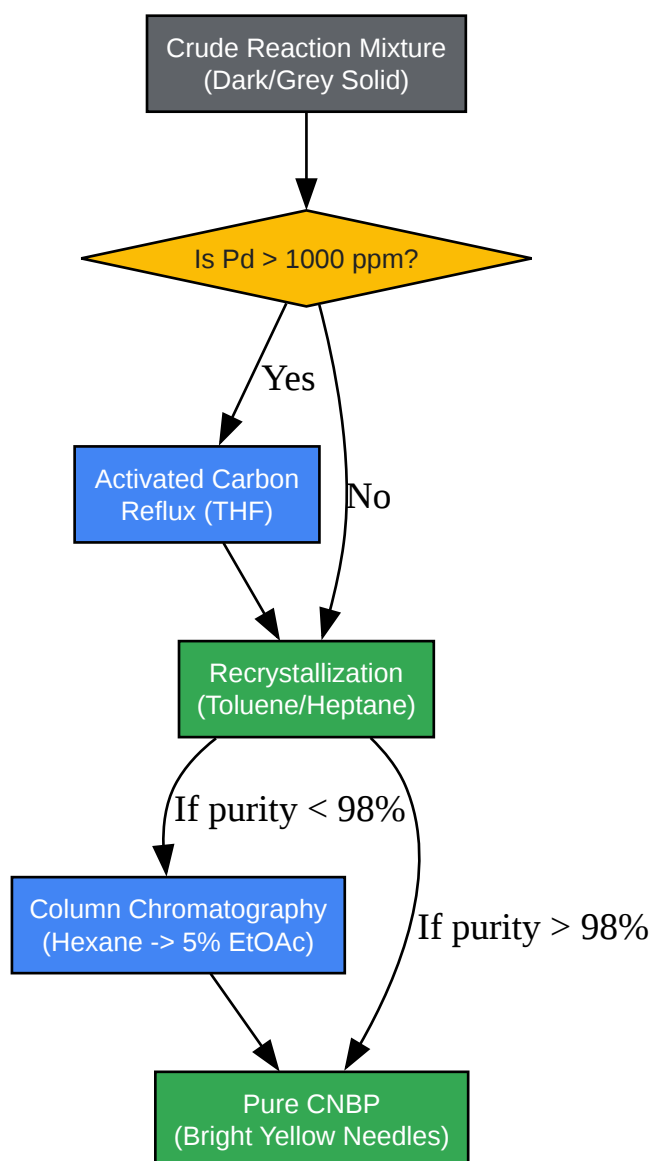 Crude Reaction Mixture
(Dark/Grey Solid)
Is Pd > 1000 ppm?
Yes
Activated Carbon
Reflux (THF)
No
Recrystallization
(Toluene/Heptane)
If purity < 98%
Column Chromatography
(Hexane -> 5% EtOAc)
If purity > 98%
Pure CNBP
(Bright Yellow Needles)